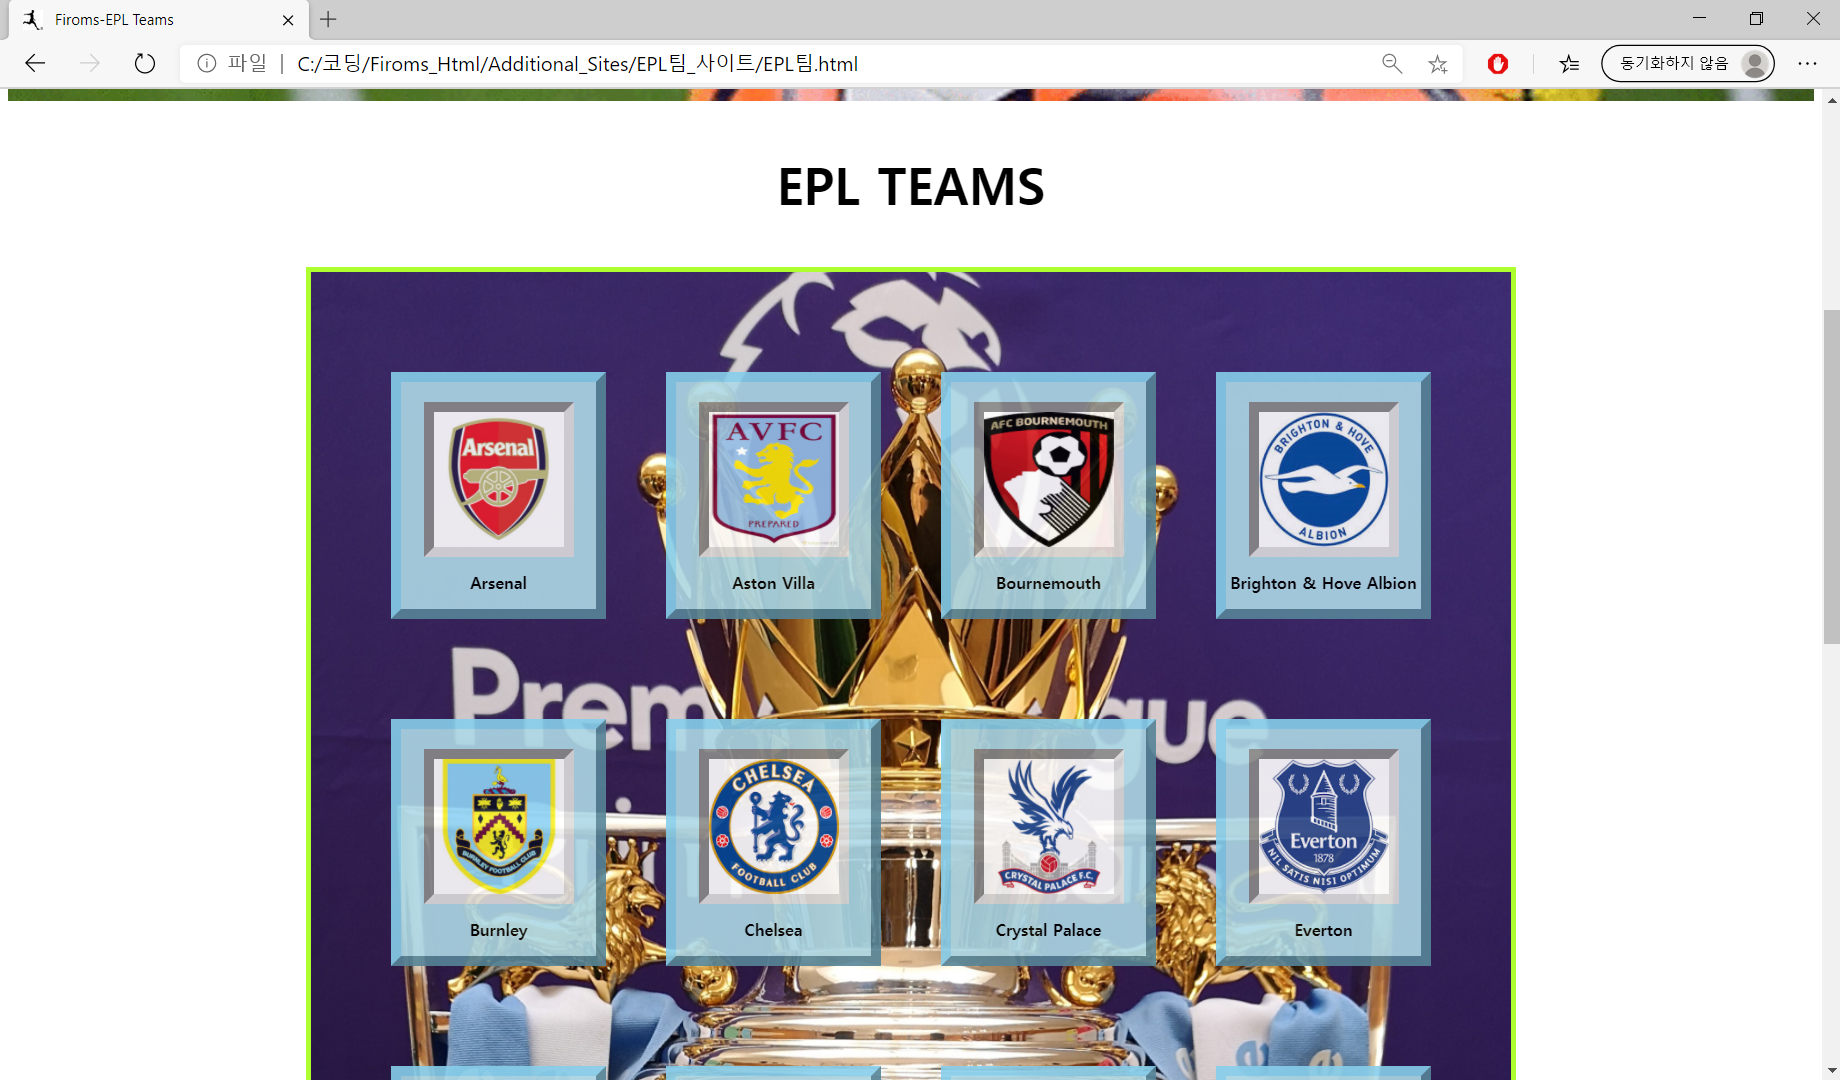 Firoms-EPL Teams
파일 | C:/코딩/Firoms_Html/Additional_Sites/EPL팀_사이트/EPL팀.html
동기화하지 않음
EPL TEAMS
Arsenal
AVFC
PREPARED
AFC BOURNEMOUTH
BRIGHTON & HOVE
ALBION
Arsenal
Aston Villa
Bournemouth
Brighton & Hove Albion
Prem
gue
BURNLEY FOOTBALL CLUB
CHELSEA
FOOTBALL CLUB
CRYSTAL PALACE F.C.
Everton
1878
NIL SATIS NISI OPTIMUM
Burnley
Chelsea
Crystal Palace
Everton